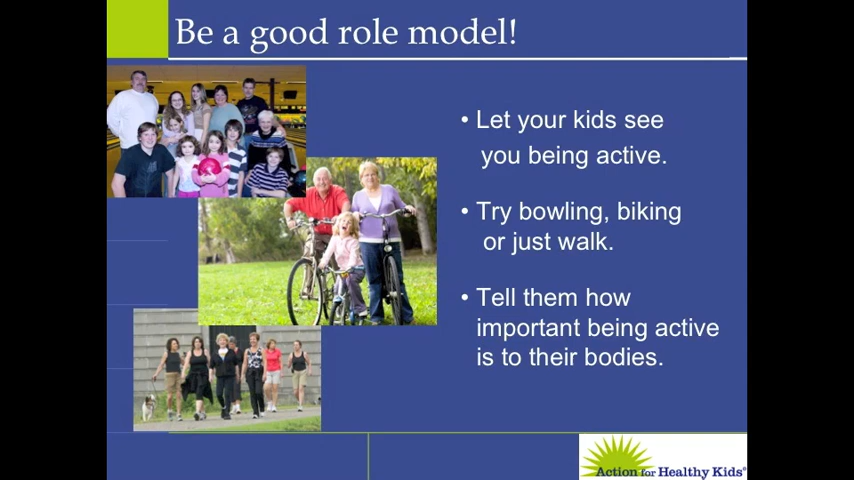 Be a good role model!
• Let your kids see
you being active.
• Try bowling, biking
or just walk.
• Tell them how
important being active
is to their bodies.
Action for Healthy Kids®